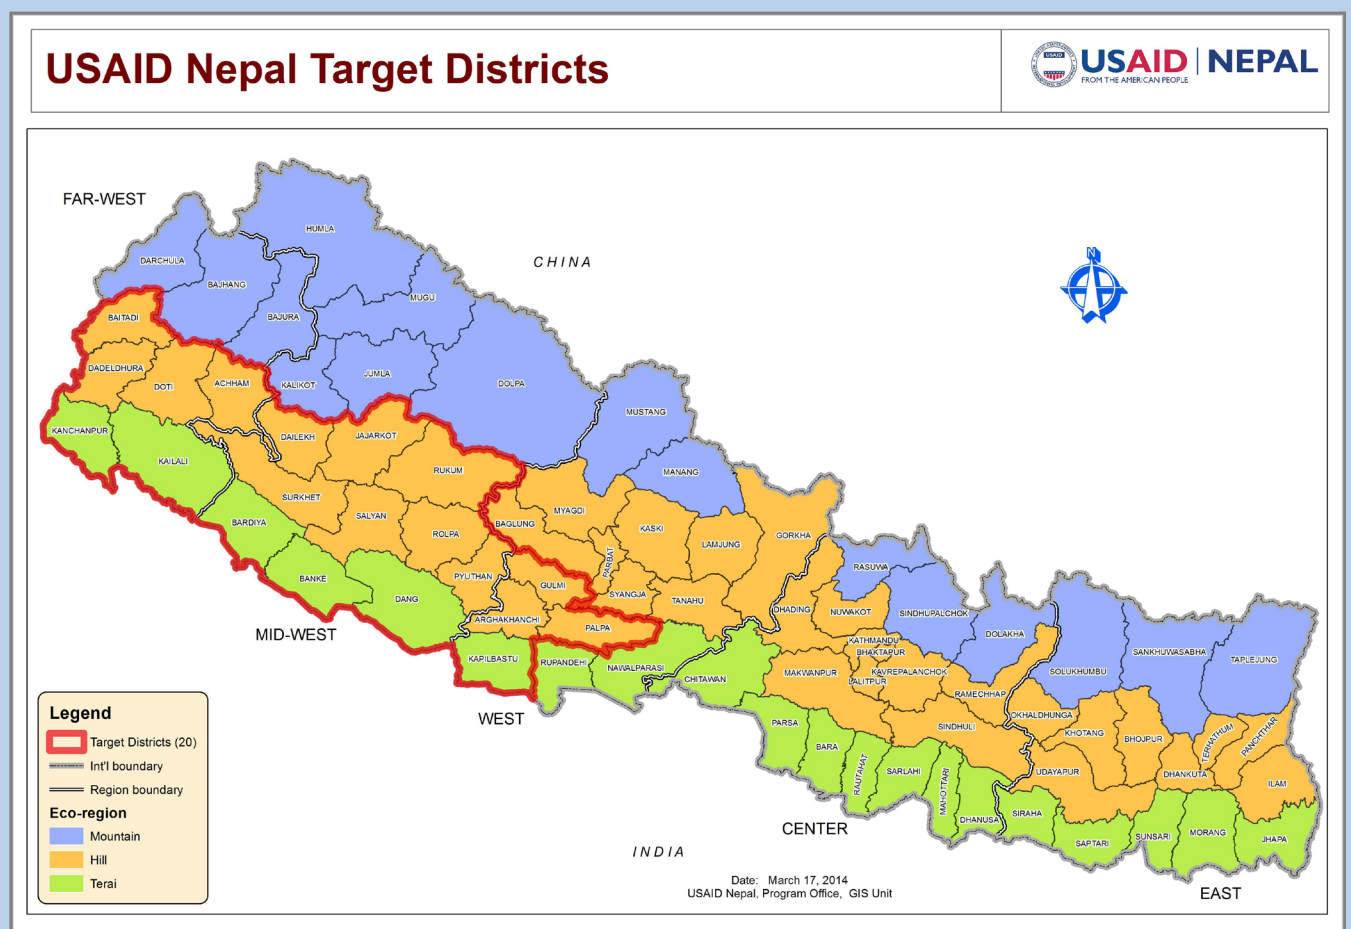 USAID Nepal Target Districts
USAID
USAID | NEPAL
FROM THE AMERICAN PEOPLE
FAR-WEST
HUMLA
CHINA
N
DARCHULA
BAJHANG
MUGU
BAITADI
BAJURA
DADELDHURA
DOTI
ACHHAM
KALIKOT
JUMLA
DOLPA
MUSTANG
KANCHANPUR
KAILALI
DAILEKH
JAJARKOT
RUKUM
MANANG
SURKHET
SALYAN
BARDIYA
ROLPA
BAGLUNG
MYAGDI
KASKI
LAMJUNG
GORKHA
BANKE
DANG
PYUTHAN
GULMI
PARBAT
SYANGJA
TANAHU
DHADING
RASUWA
NUWAKOT
SINDHUPALCHOK
DOLAKHA
ARGHAKHANCHI
PALPA
MID-WEST
KAPILBASTU
RUPANDEHI
NAWALPARASI
CHITAWAN
MAKWANPUR
KATHMANDU
BHAKTAPUR
LALITPUR
KAVREPALANCHOK
RAMECHHAP
SOLUKHUMBU
SANKHUWASABHA
TAPLEJUNG
WEST
PARSA
BARA
RAUTAHAT
SARLAHI
MAHOTTARI
DHANUSA
SINDHULI
OKHALDHUNGA
KHOTANG
BHOJPUR
TERHATHUM
PANCHTHAR
UDAYAPUR
DHANKUTA
ILAM
SIRAHA
SAPTARI
SUNSARI
MORANG
JHAPA
CENTER
INDIA
EAST
Legend
Target Districts (20)
Int'l boundary
Region boundary
Eco-region
Mountain
Hill
Terai
Date: March 17, 2014
USAID Nepal, Program Office, GIS Unit